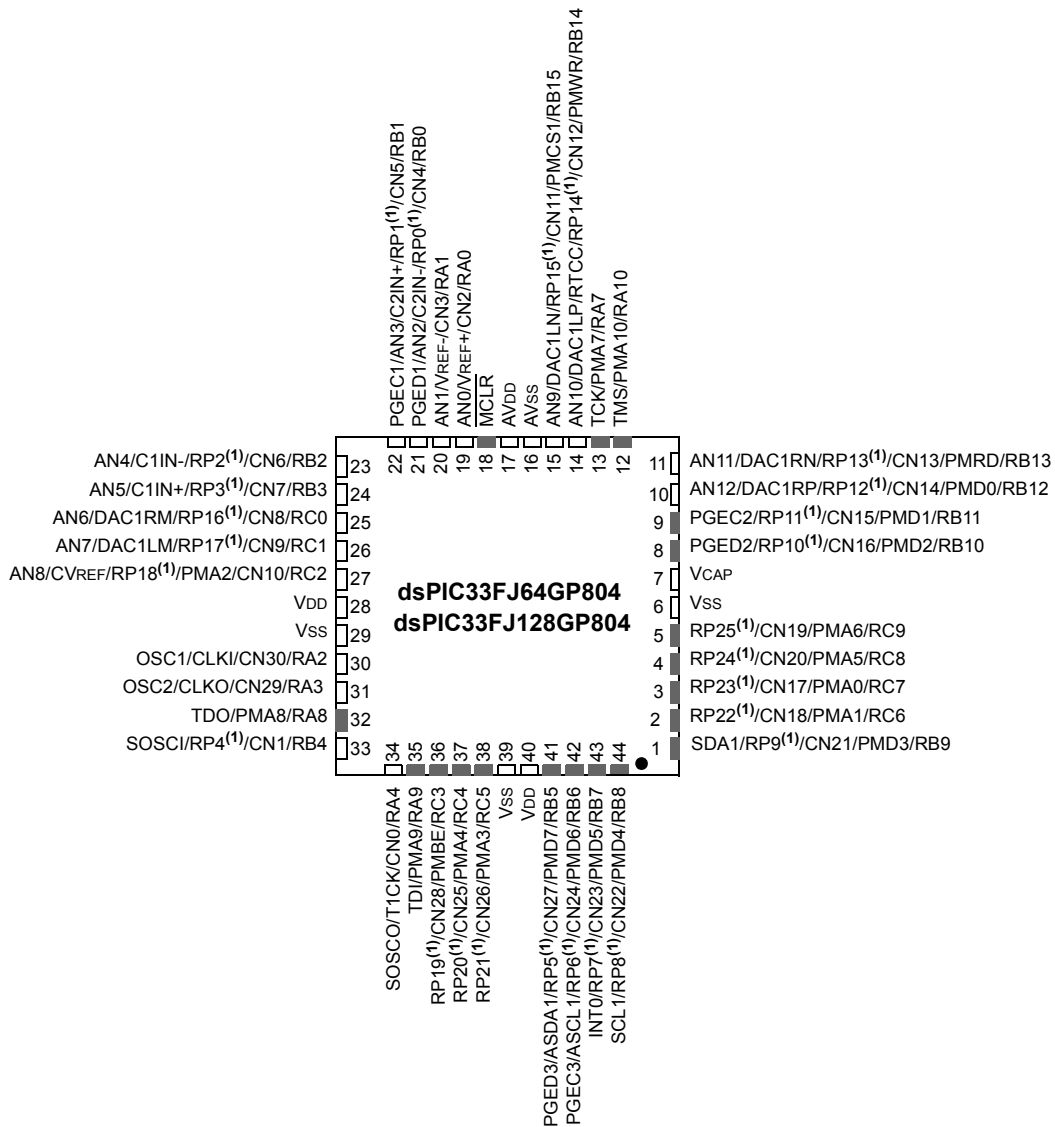 PGEC1/AN3/C2IN+/RP1(1)/CN5/RB1
PGED1/AN2/C2IN-/RP0(1)/CN4/RB0
AN1/VREF-/CN3/RA1
AN0/VREF+/CN2/RA0
MCLR
AVDD
AVSS
AN9/DAC1LN/RP15(1)/CN11/PMCS1/RB15
AN10/DAC1LP/RTCC/RP14(1)/CN12/PMWR/RB14
TCK/PMA7/RA7
TMS/PMA10/RA10
22 21 20 19 18 17 16 15 14 13 12
AN4/C1IN-/RP2(1)/CN6/RB2 23
AN5/C1IN+/RP3(1)/CN7/RB3 24
AN6/DAC1RM/RP16(1)/CN8/RC0 25
AN7/DAC1LM/RP17(1)/CN9/RC1 26
AN8/CVREF/RP18(1)/PMA2/CN10/RC2 27
VDD 28
VSS 29
OSC1/CLKI/CN30/RA2 30
OSC2/CLKO/CN29/RA3 31
TDO/PMA8/RA8 32
SOSCI/RP4(1)/CN1/RB4 33
dsPIC33FJ64GP804
dsPIC33FJ128GP804
11 AN11/DAC1RN/RP13(1)/CN13/PMRD/RB13
10 AN12/DAC1RP/RP12(1)/CN14/PMD0/RB12
9 PGEC2/RP11(1)/CN15/PMD1/RB11
8 PGED2/RP10(1)/CN16/PMD2/RB10
7 VCAP
6 VSS
5 RP25(1)/CN19/PMA6/RC9
4 RP24(1)/CN20/PMA5/RC8
3 RP23(1)/CN17/PMA0/RC7
2 RP22(1)/CN18/PMA1/RC6
1 SDA1/RP9(1)/CN21/PMD3/RB9
34 35 36 37 38 39 40 41 42 43 44
SOSCO/T1CK/CN0/RA4
TDI/PMA9/RA9
RP19(1)/CN28/PMBE/RC3
RP20(1)/CN25/PMA4/RC4
RP21(1)/CN26/PMA3/RC5
VSS
VDD
PGED3/ASDA1/RP5(1)/CN27/PMD7/RB5
PGEC3/ASCL1/RP6(1)/CN24/PMD6/RB6
INT0/RP7(1)/CN23/PMD5/RB7
SCL1/RP8(1)/CN22/PMD4/RB8